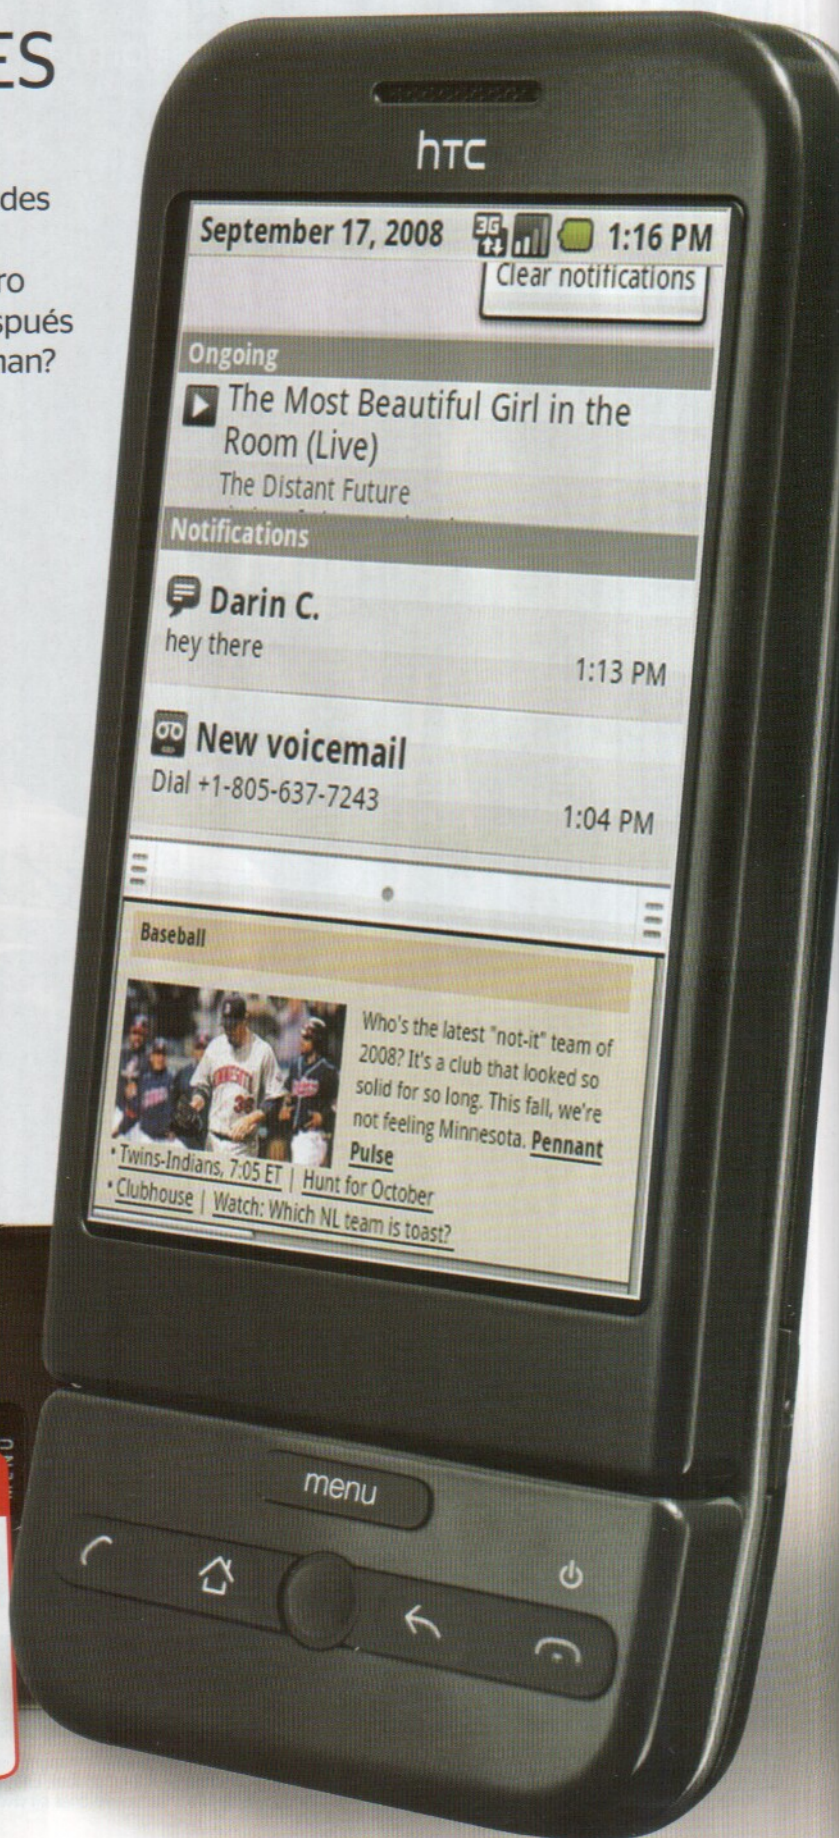 ES
des
ro
spués
nan?
hTC
September 17, 2008 3G 1:16 PM
Clear notifications
Ongoing
The Most Beautiful Girl in the
Room (Live)
The Distant Future
Notifications
Darin C.
hey there
1:13 PM
New voicemail
Dial +1-805-637-7243
1:04 PM
Baseball
Who's the latest "not-it" team of
2008? It's a club that looked so
solid for so long. This fall, we're
not feeling Minnesota. Pennant
Pulse
• Twins-Indians, 7:05 ET | Hunt for October
• Clubhouse | Watch: Which NL team is toast?
MINNESOTA
36
menu
MENU